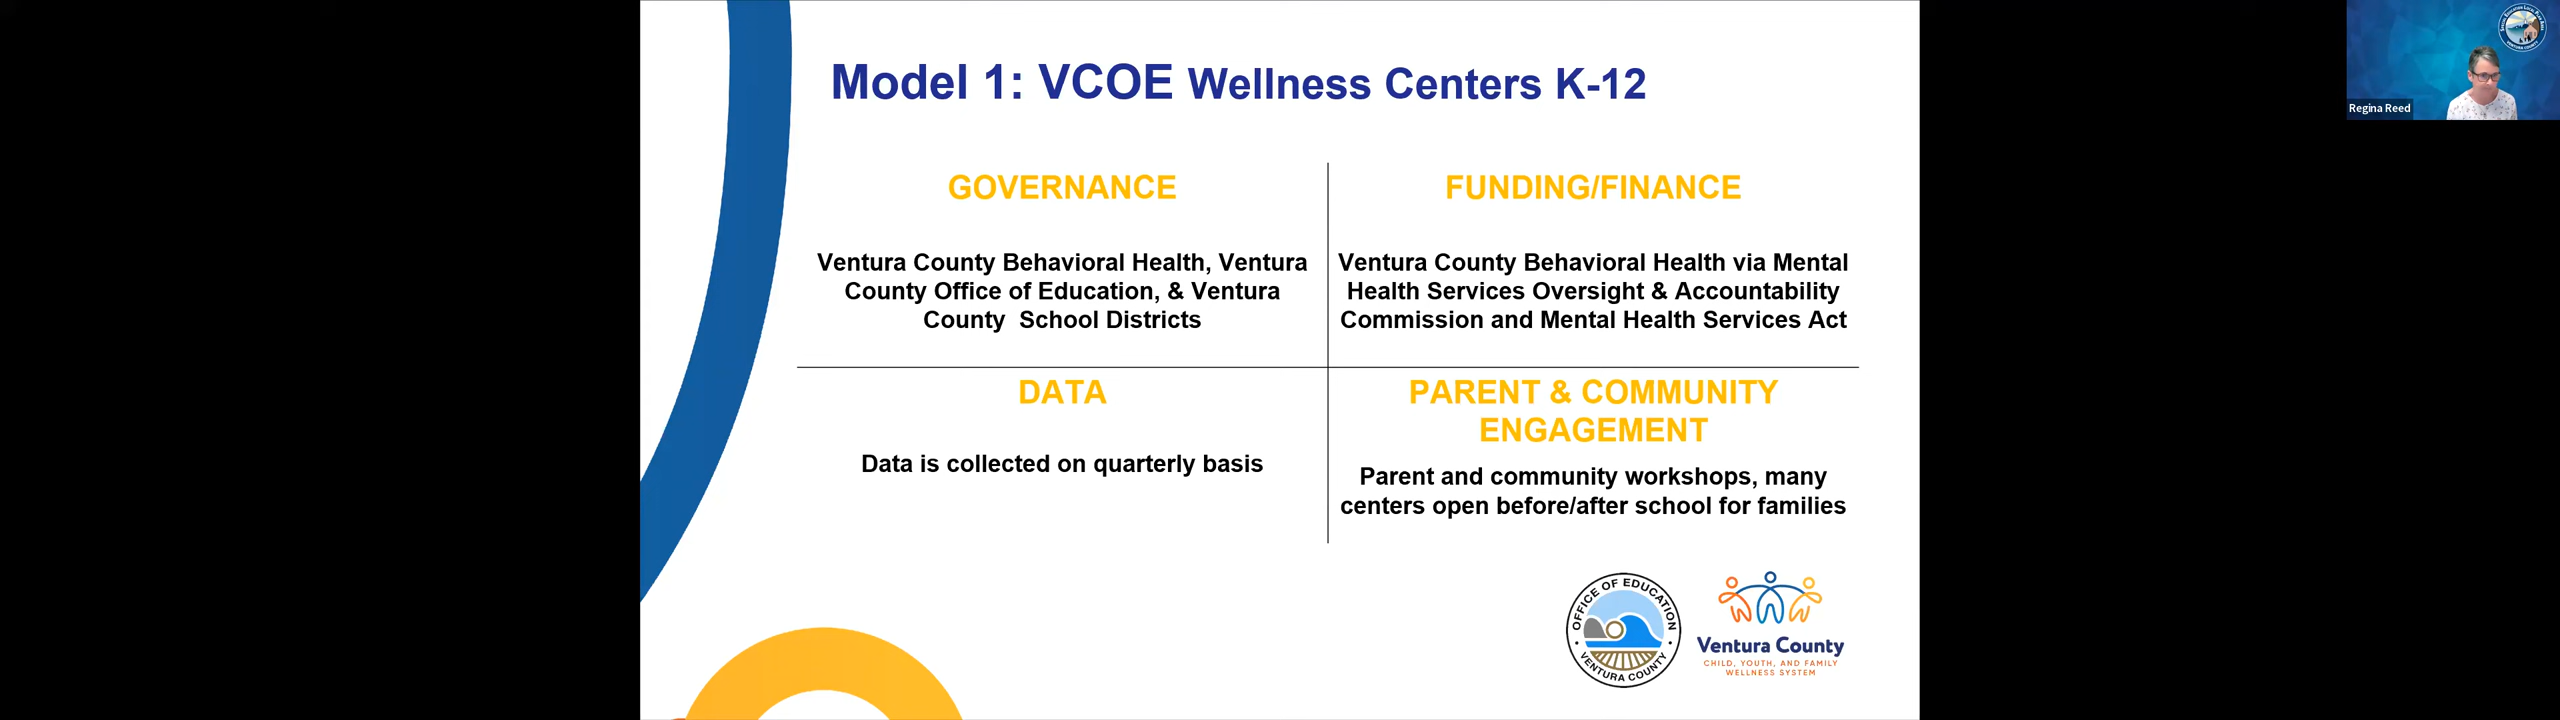 Model 1: VCOE Wellness Centers K-12
GOVERNANCE
Ventura County Behavioral Health, Ventura
County Office of Education, & Ventura
County School Districts
FUNDING/FINANCE
Ventura County Behavioral Health via Mental
Health Services Oversight & Accountability
Commission and Mental Health Services Act
DATA
Data is collected on quarterly basis
PARENT & COMMUNITY
ENGAGEMENT
Parent and community workshops, many
centers open before/after school for families
OFFICE OF EDUCATION
VENTURA COUNTY
Ventura County
CHILD, YOUTH, AND FAMILY
WELLNESS SYSTEM
Regina Reed